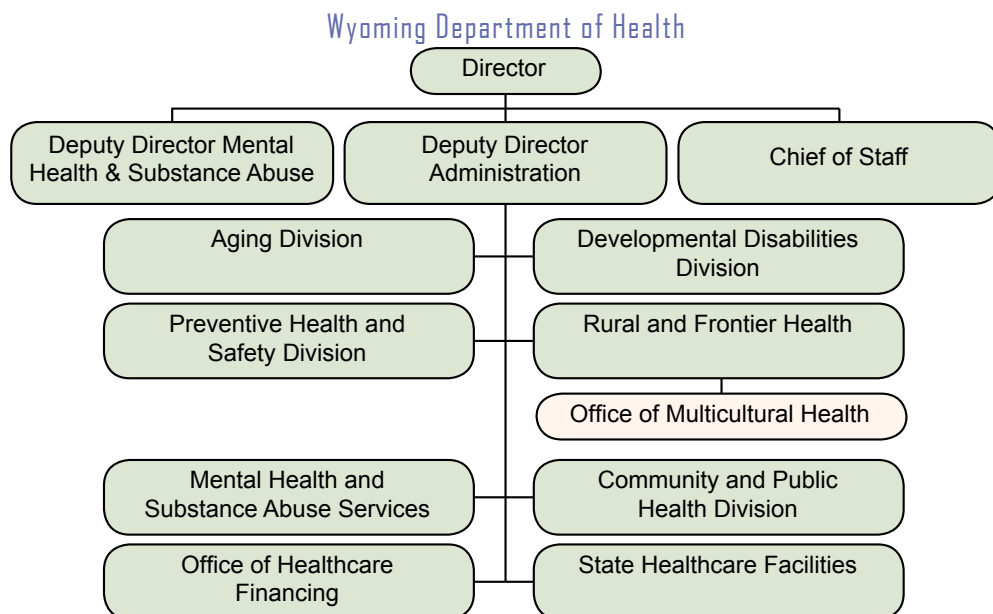 Wyoming Department of Health
Director
Deputy Director Mental
Health & Substance Abuse
Deputy Director
Administration
Chief of Staff
Aging Division
Developmental Disabilities
Division
Preventive Health and
Safety Division
Rural and Frontier Health
Office of Multicultural Health
Mental Health and
Substance Abuse Services
Community and Public
Health Division
Office of Healthcare
Financing
State Healthcare Facilities